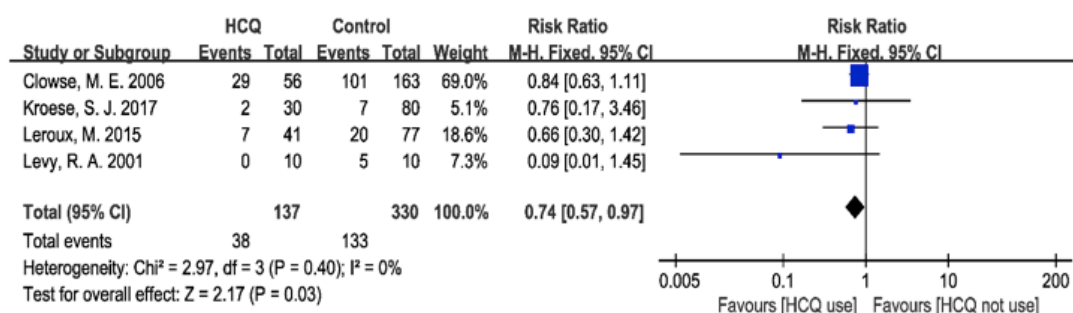 HCQ Control Risk Ratio Risk Ratio
Study or Subgroup Events Total Events Total Weight M-H. Fixed. 95% CI M-H. Fixed. 95% CI
Clowse, M. E. 2006 29 56 101 163 69.0% 0.84 [0.63, 1.11]
Kroese, S. J. 2017 2 30 7 80 5.1% 0.76 [0.17, 3.46]
Leroux, M. 2015 7 41 20 77 18.6% 0.66 [0.30, 1.42]
Levy, R. A. 2001 0 10 5 10 7.3% 0.09 [0.01, 1.45]
Total (95% CI) 137 330 100.0% 0.74 [0.57, 0.97]
Total events 38 133
Heterogeneity: Chi² = 2.97, df = 3 (P = 0.40); I² = 0%
Test for overall effect: Z = 2.17 (P = 0.03)
0.005 0.1 1 10 200
Favours [HCQ use] Favours [HCQ not use]